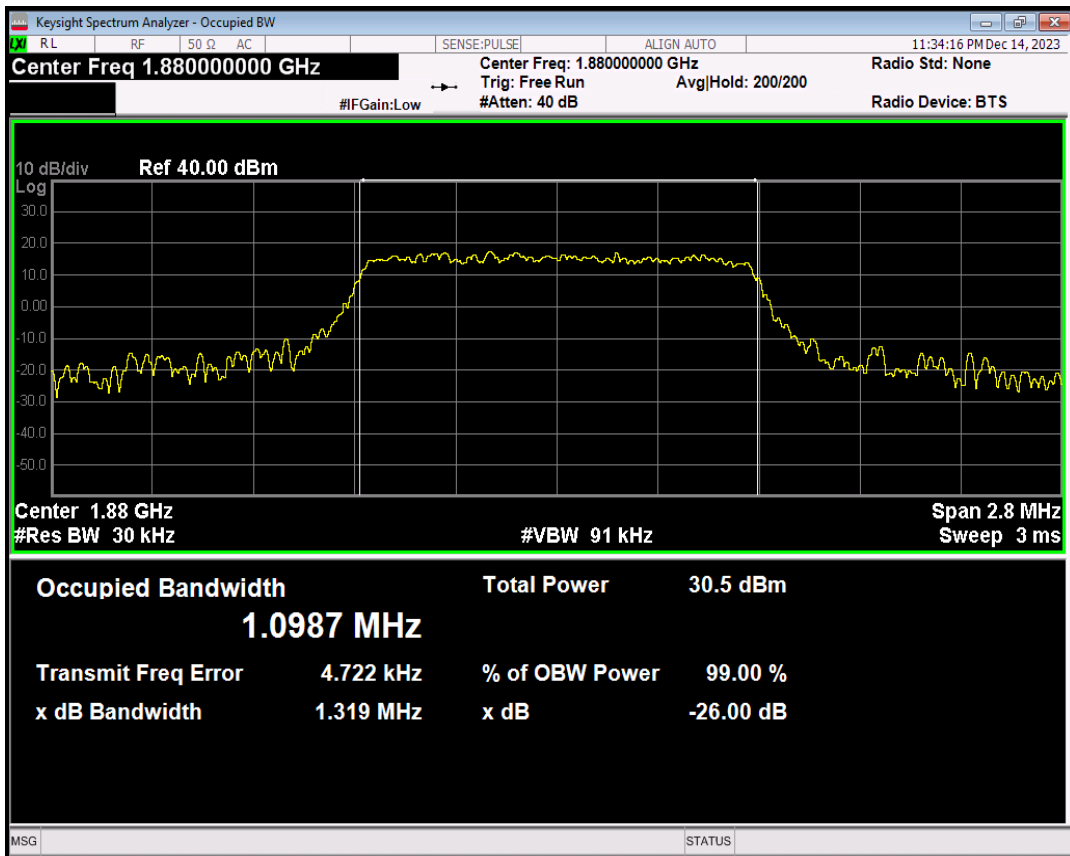 Keysight Spectrum Analyzer - Occupied BW
LXI RL RF 50 Ω AC SENSE:PULSE ALIGN AUTO 11:34:16 PM Dec 14, 2023
Center Freq 1.880000000 GHz Center Freq: 1.880000000 GHz Radio Std: None
Trig: Free Run Avg|Hold: 200/200
#IFGain:Low #Atten: 40 dB Radio Device: BTS
10 dB/div Ref 40.00 dBm
Log
30.0
20.0
10.0
0.00
-10.0
-20.0
-30.0
-40.0
-50.0
Center 1.88 GHz Span 2.8 MHz
#Res BW 30 kHz #VBW 91 kHz Sweep 3 ms
Occupied Bandwidth Total Power 30.5 dBm
1.0987 MHz
Transmit Freq Error 4.722 kHz % of OBW Power 99.00 %
x dB Bandwidth 1.319 MHz x dB -26.00 dB
MSG STATUS